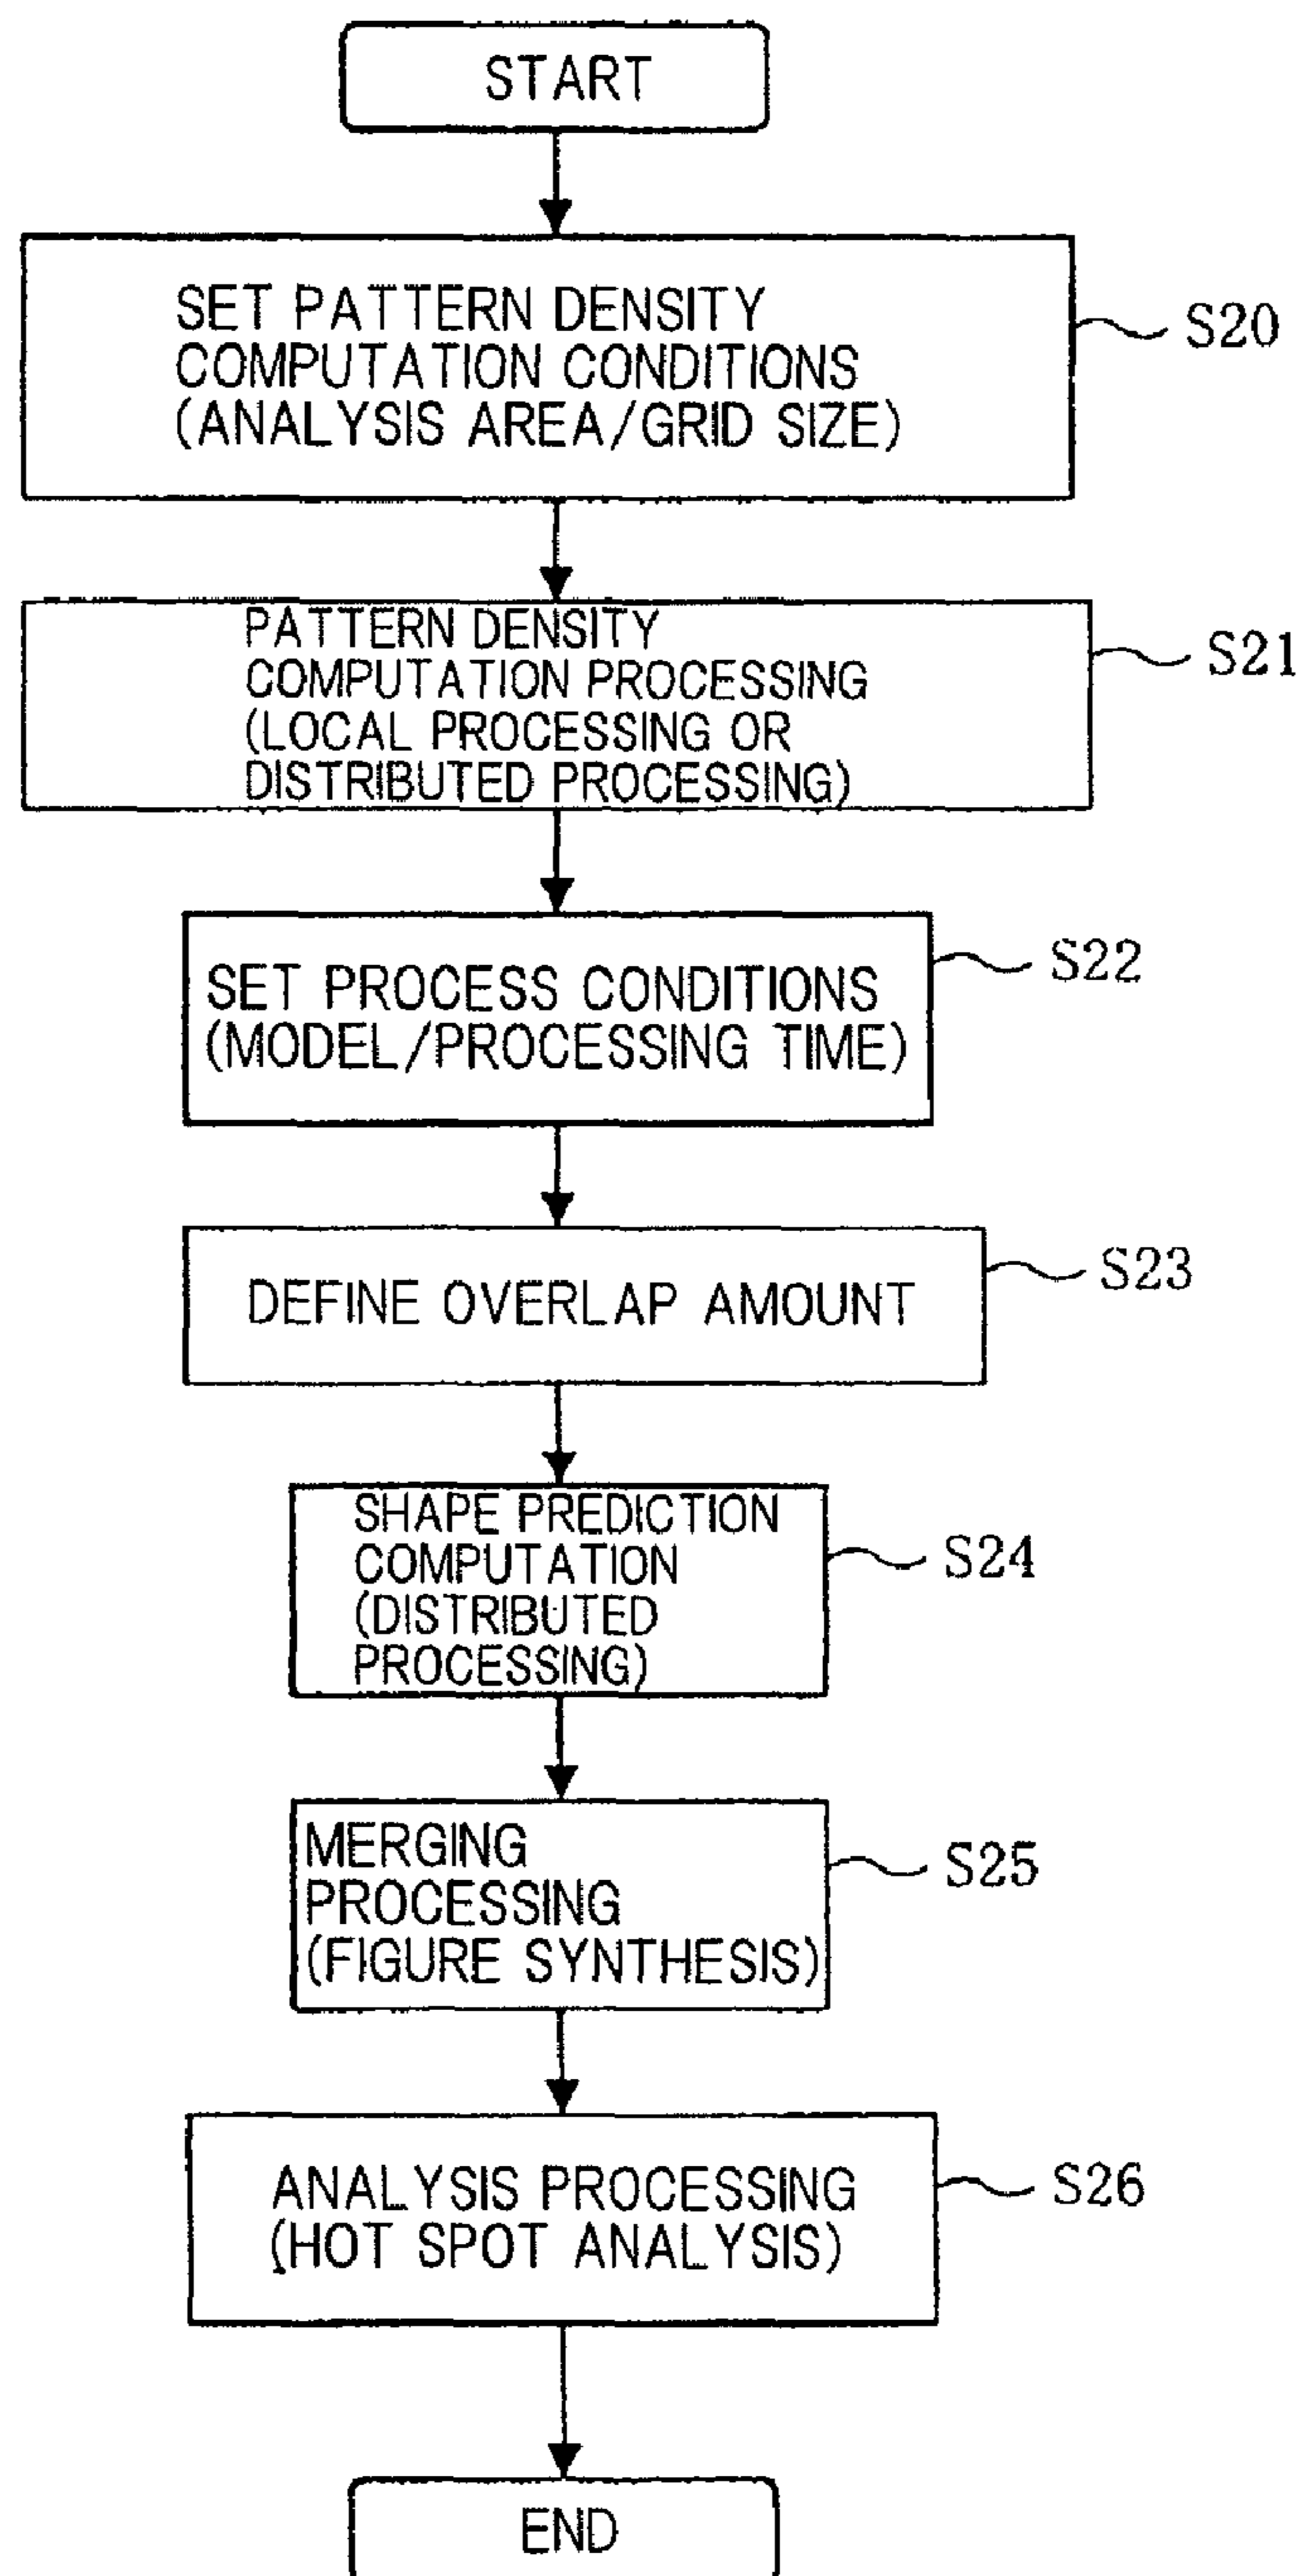 START
SET PATTERN DENSITY
COMPUTATION CONDITIONS
(ANALYSIS AREA/GRID SIZE)
S20
PATTERN DENSITY
COMPUTATION PROCESSING
(LOCAL PROCESSING OR
DISTRIBUTED PROCESSING)
S21
SET PROCESS CONDITIONS
(MODEL/PROCESSING TIME)
S22
DEFINE OVERLAP AMOUNT
S23
SHAPE PREDICTION
COMPUTATION
(DISTRIBUTED
PROCESSING)
S24
MERGING
PROCESSING
(FIGURE SYNTHESIS)
S25
ANALYSIS PROCESSING
(HOT SPOT ANALYSIS)
S26
END